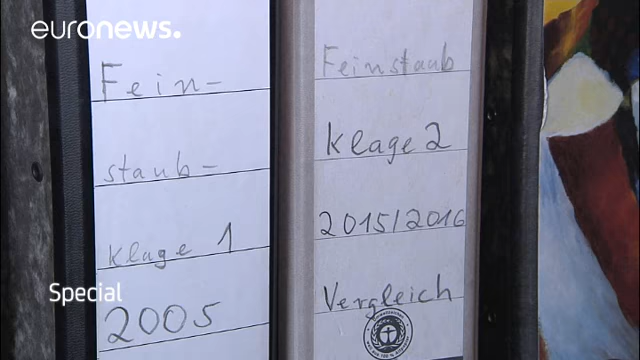 euronews.
Fein-
staub-
klage 1
2005
Feinstaub
klage 2
2015/2016
Vergleich
Special